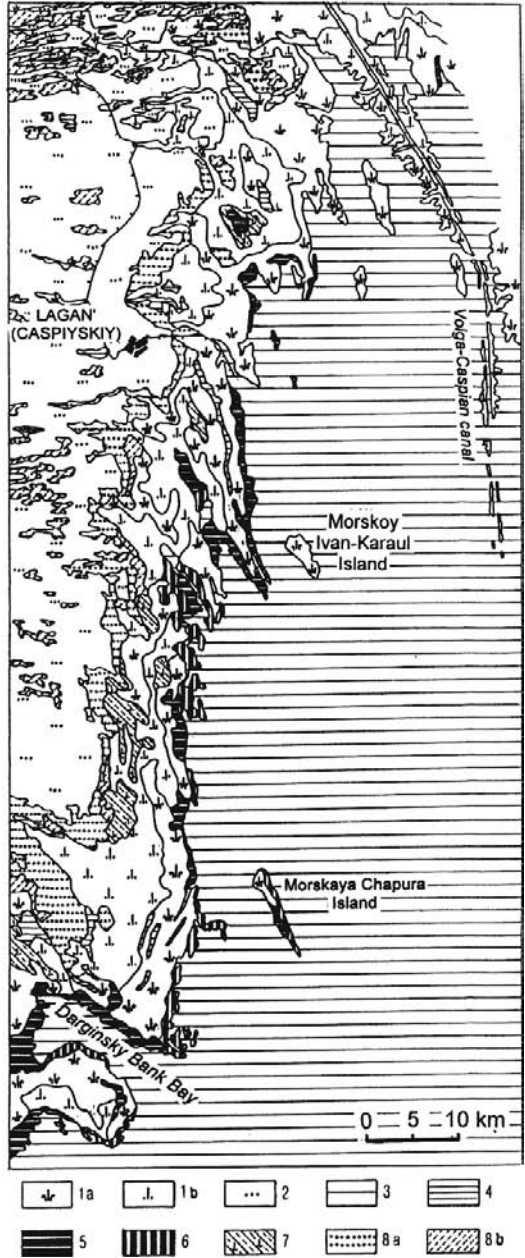 LAGAN'
(CASPIYSKIY)
Volga-Caspian canal
Morskoy
Ivan-Karaul
Island
Morskaya Chapura
Island
Darginsky Bank Bay
0 5 10 km
1a 1b 2 3 4
5 6 7 8a 8b